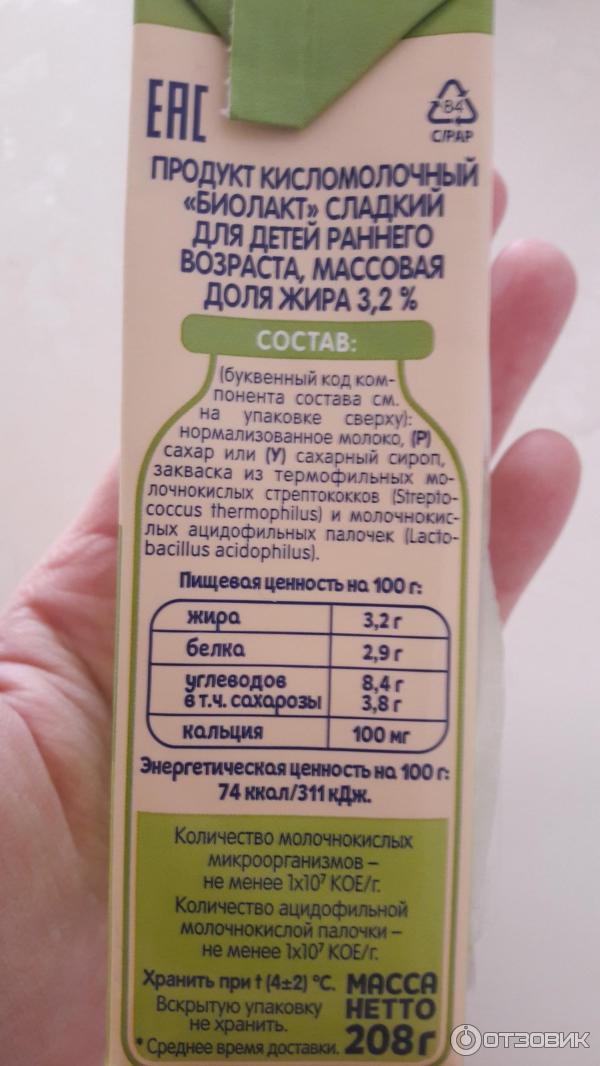 EAC
84
C/PAP
ПРОДУКТ КИСЛОМОЛОЧНЫЙ
«БИОЛАКТ» СЛАДКИЙ
ДЛЯ ДЕТЕЙ РАННЕГО
ВОЗРАСТА, МАССОВАЯ
ДОЛЯ ЖИРА 3,2 %
СОСТАВ:
(буквенный код ком-
понента состава см.
на упаковке сверху):
нормализованное молоко, (Р)
сахар или (У) сахарный сироп,
закваска из термофильных мо-
лочнокислых стрептококков (Strepto-
coccus thermophilus) и молочнокис-
лых ацидофильных палочек (Lacto-
bacillus acidophilus).
Пищевая ценность на 100 г:
жира 3,2 г
белка 2,9 г
углеводов 8,4 г
в т.ч. сахарозы 3,8 г
кальция 100 мг
Энергетическая ценность на 100 г:
74 ккал/311 кДж.
Количество молочнокислых
микроорганизмов –
не менее 1х10⁷ КОЕ/г.
Количество ацидофильной
молочнокислой палочки –
не менее 1х10⁷ КОЕ/г.
Хранить при t (4±2) °С.
Вскрытую упаковку
не хранить.
* Среднее время доставки.
МАССА
НЕТТО
208 г
ОТЗОВИК